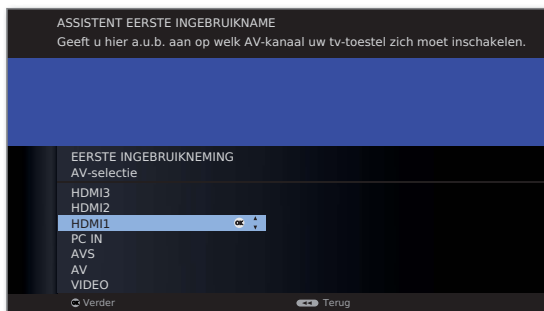 ASSISTENT EERSTE INGEBRUIKNAME
Geeft u hier a.u.b. aan op welk AV-kanaal uw tv-toestel zich moet inschakelen.
EERSTE INGEBRUIKNEMING
AV-selectie
HDMI3
HDMI2
HDMI1 OK
PC IN
AVS
AV
VIDEO
OK Verder
Terug